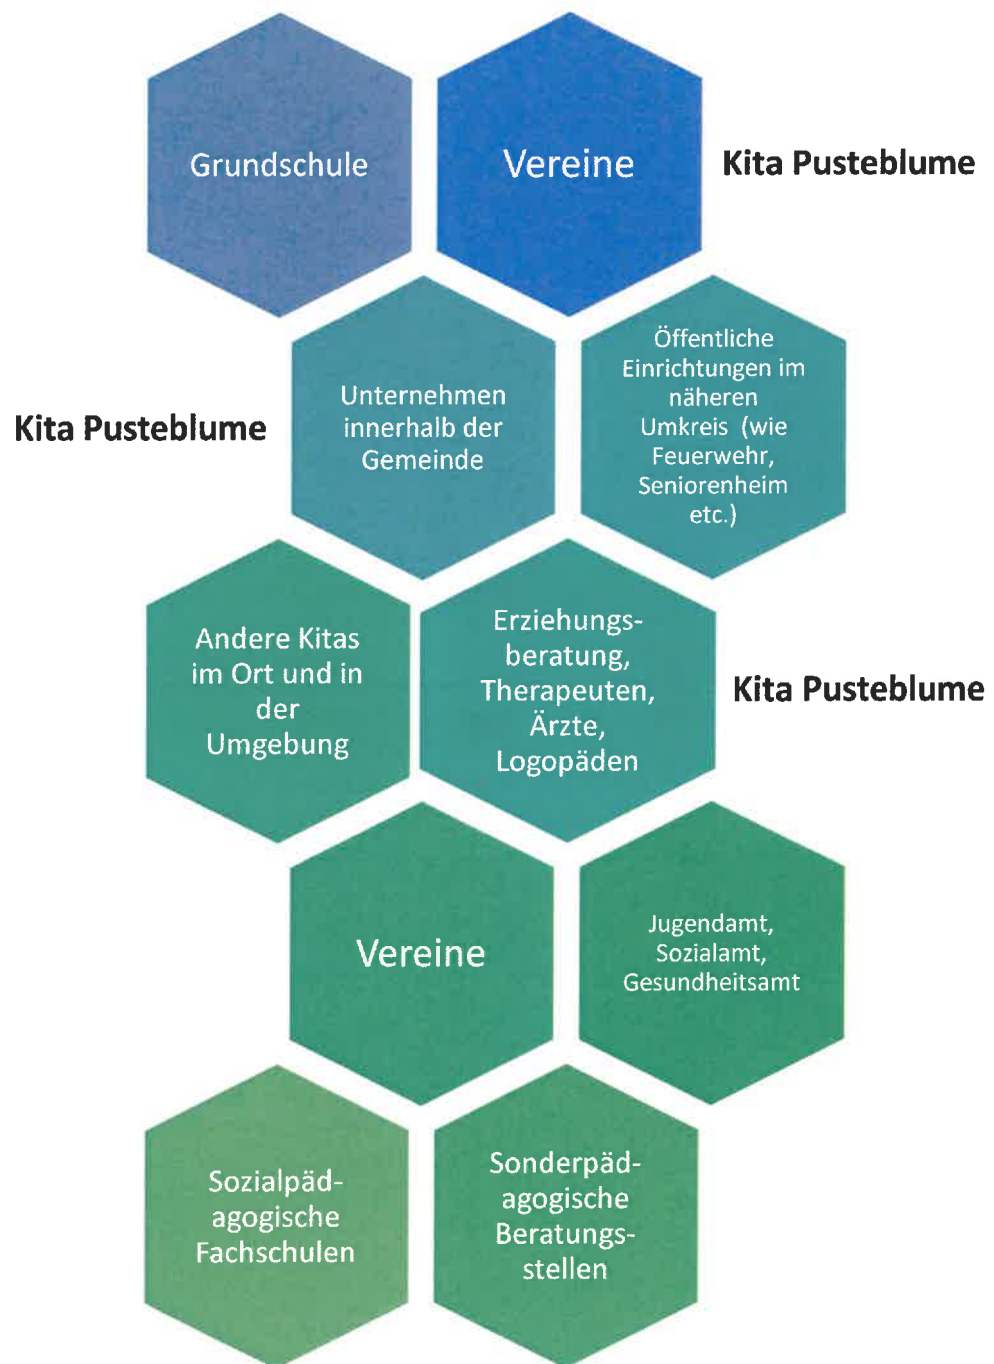 Grundschule
Vereine
Kita Pusteblume
Kita Pusteblume
Unternehmen
innerhalb der
Gemeinde
Öffentliche
Einrichtungen im
näheren
Umkreis (wie
Feuerwehr,
Seniorenheim
etc.)
Andere Kitas
im Ort und in
der
Umgebung
Erziehungs-
beratung,
Therapeuten,
Ärzte,
Logopäden
Kita Pusteblume
Vereine
Jugendamt,
Sozialamt,
Gesundheitsamt
Sozialpäd-
agogische
Fachschulen
Sonderpäd-
agogische
Beratungs-
stellen